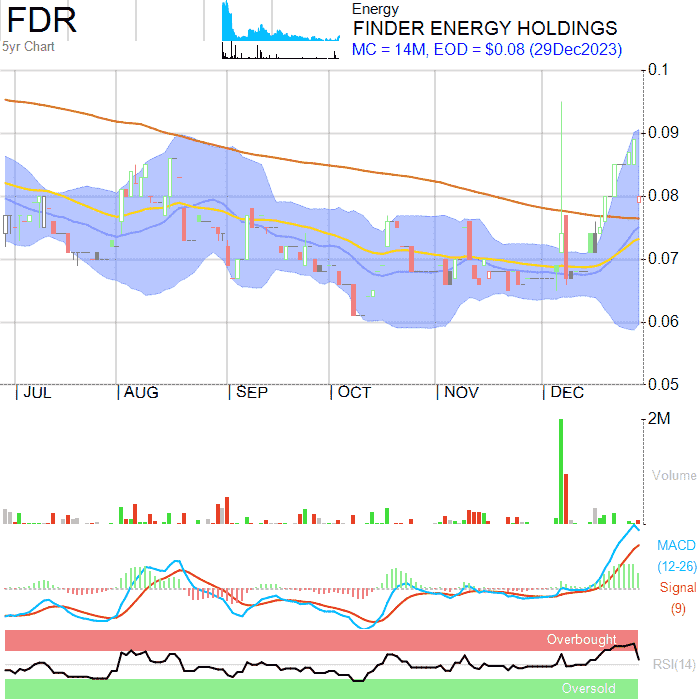 FDR
5yr Chart
Energy
FINDER ENERGY HOLDINGS
MC = 14M, EOD = $0.08 (29Dec2023)
0.1
0.09
0.08
0.07
0.06
0.05
| JUL | AUG | SEP | OCT | NOV | DEC
2M
Volume
MACD
(12-26)
Signal
(9)
Overbought
RSI(14)
Oversold